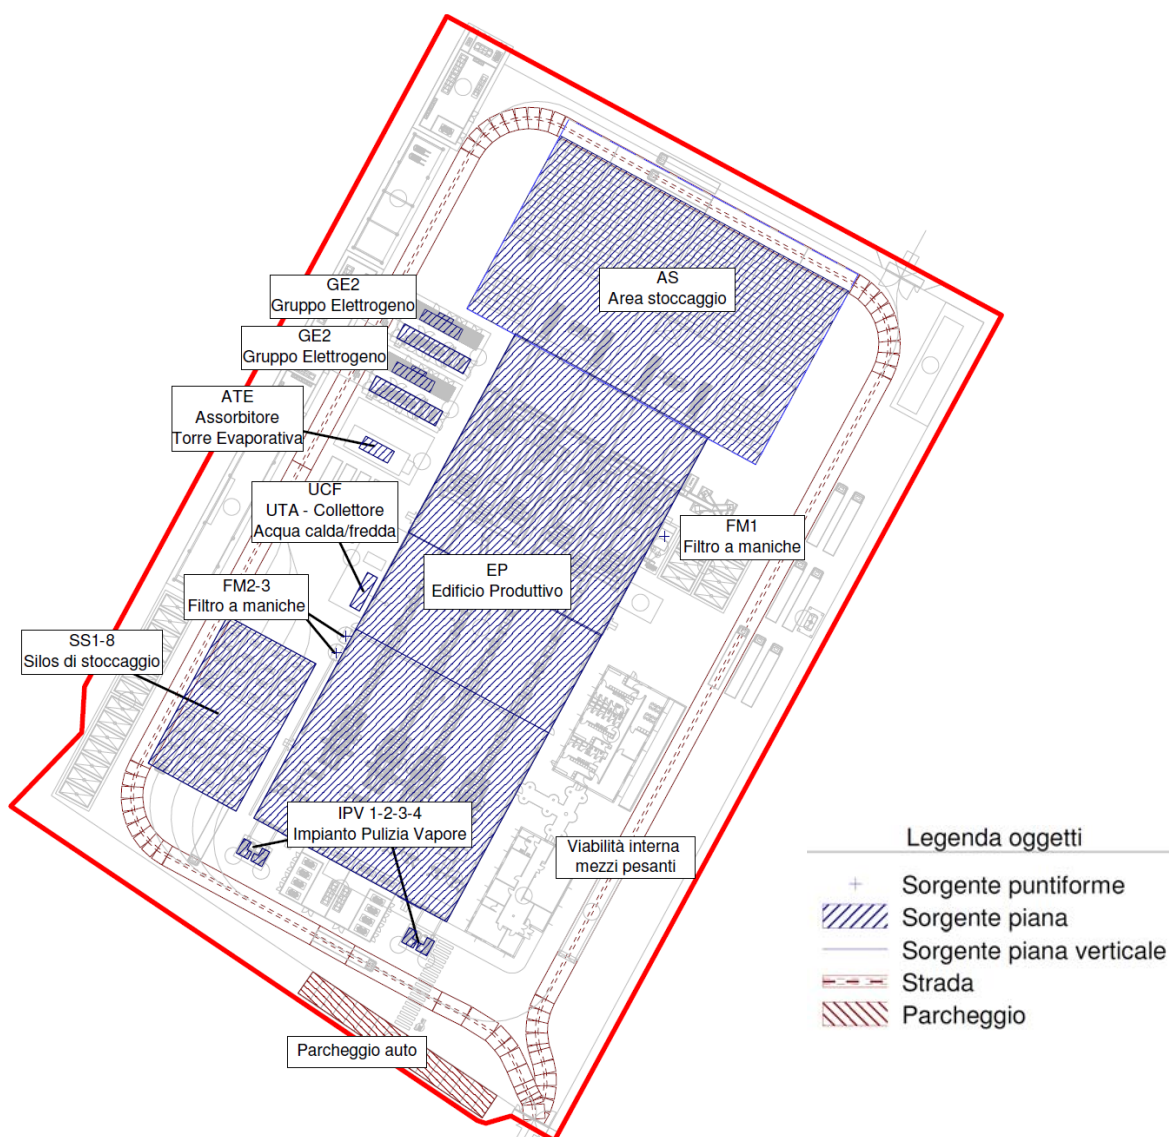 GE2
Gruppo Elettrogeno
GE2
Gruppo Elettrogeno
ATE
Assorbitore
Torre Evaporativa
UCF
UTA - Collettore
Acqua calda/fredda
FM2-3
Filtro a maniche
SS1-8
Silos di stoccaggio
AS
Area stoccaggio
FM1
Filtro a maniche
EP
Edificio Produttivo
IPV 1-2-3-4
Impianto Pulizia Vapore
Viabilità interna
mezzi pesanti
Parcheggio auto
Legenda oggetti
Sorgente puntiforme
Sorgente piana
Sorgente piana verticale
Strada
Parcheggio